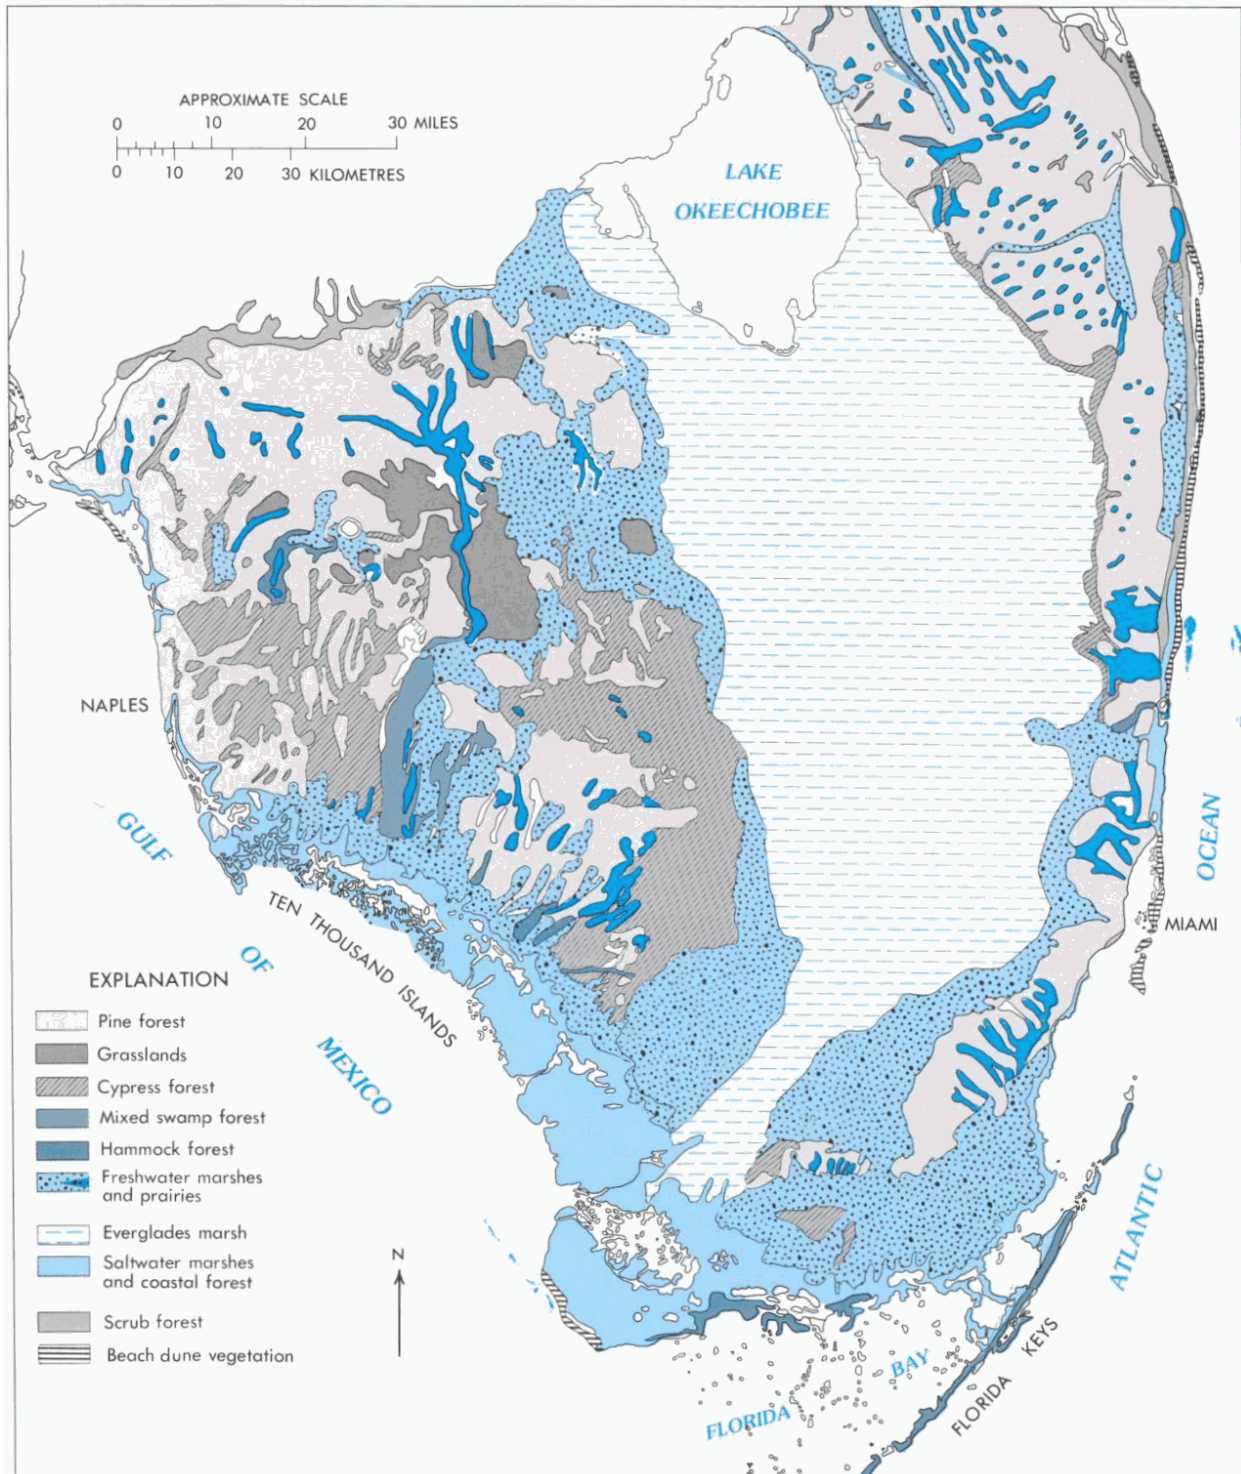 APPROXIMATE SCALE
0 10 20 30 MILES
0 10 20 30 KILOMETRES
LAKE
OKEECHOBEE
NAPLES
GULF
OF
MEXICO
TEN THOUSAND ISLANDS
OCEAN
MIAMI
ATLANTIC
EXPLANATION
Pine forest
Grasslands
Cypress forest
Mixed swamp forest
Hammock forest
Freshwater marshes
and prairies
Everglades marsh
Saltwater marshes
and coastal forest
Scrub forest
Beach dune vegetation
N
FLORIDA
BAY
FLORIDA KEYS